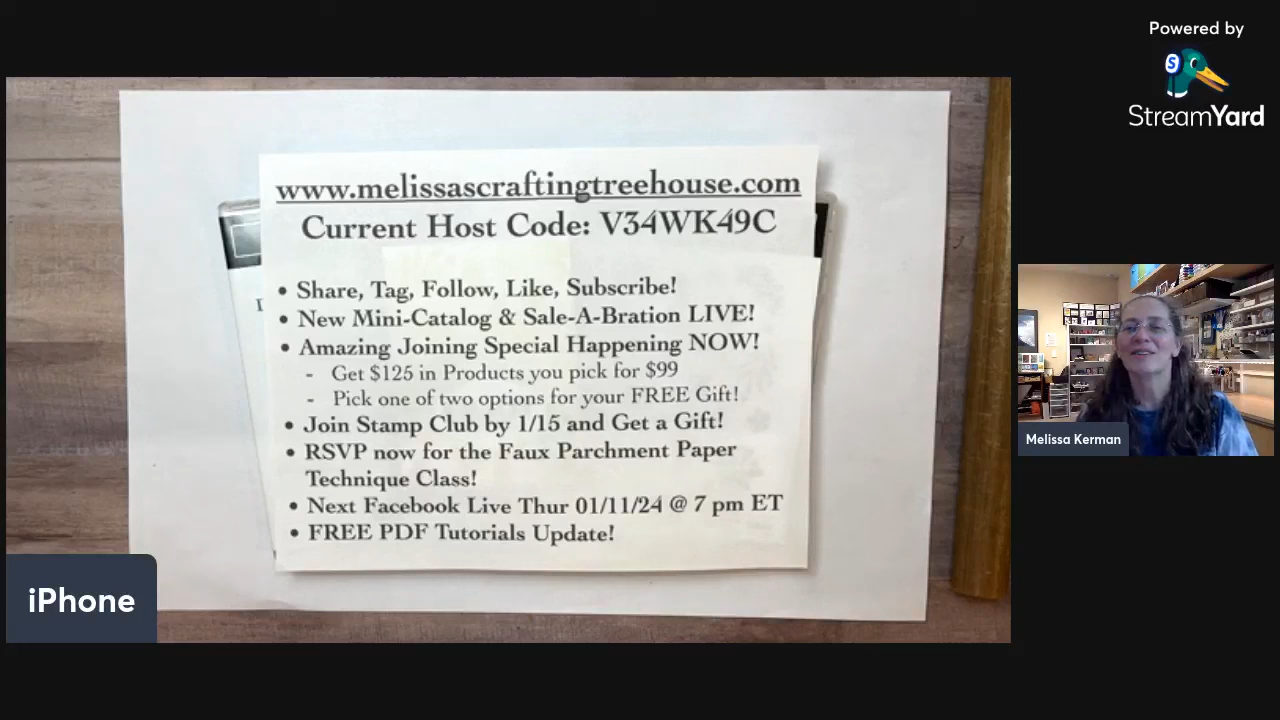 Powered by
StreamYard
www.melissascraftingtreehouse.com
Current Host Code: V34WK49C
• Share, Tag, Follow, Like, Subscribe!
• New Mini-Catalog & Sale-A-Bration LIVE!
• Amazing Joining Special Happening NOW!
- Get $125 in Products you pick for $99
- Pick one of two options for your FREE Gift!
• Join Stamp Club by 1/15 and Get a Gift!
• RSVP now for the Faux Parchment Paper
Technique Class!
• Next Facebook Live Thur 01/11/24 @ 7 pm ET
• FREE PDF Tutorials Update!
iPhone
Melissa Kerman